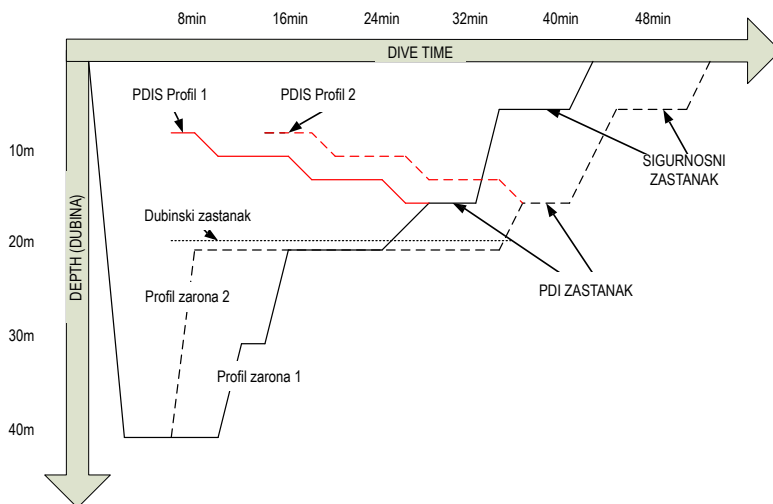 8min 16min 24min 32min 40min 48min
DIVE TIME
PDIS Profil 1
PDIS Profil 2
10m
SIGURNOSNI
ZASTANAK
Dubinski zastanak
20m
DEPTH (DUBINA)
PDI ZASTANAK
Profil zarona 2
30m
Profil zarona 1
40m